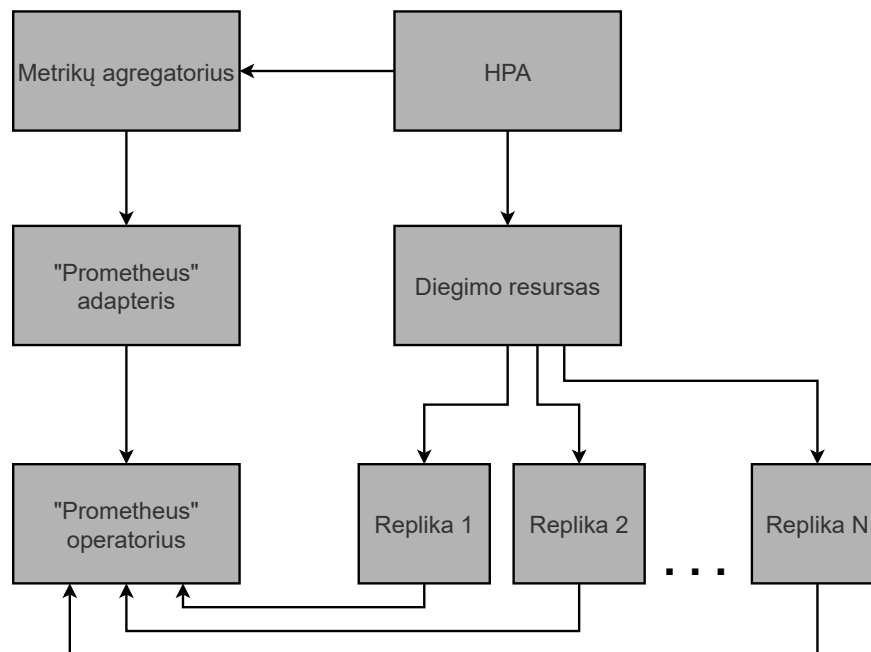 Metrikų agregatorius
HPA
"Prometheus"
adapteris
Diegimo resursas
"Prometheus"
operatorius
Replika 1
Replika 2
. . .
Replika N